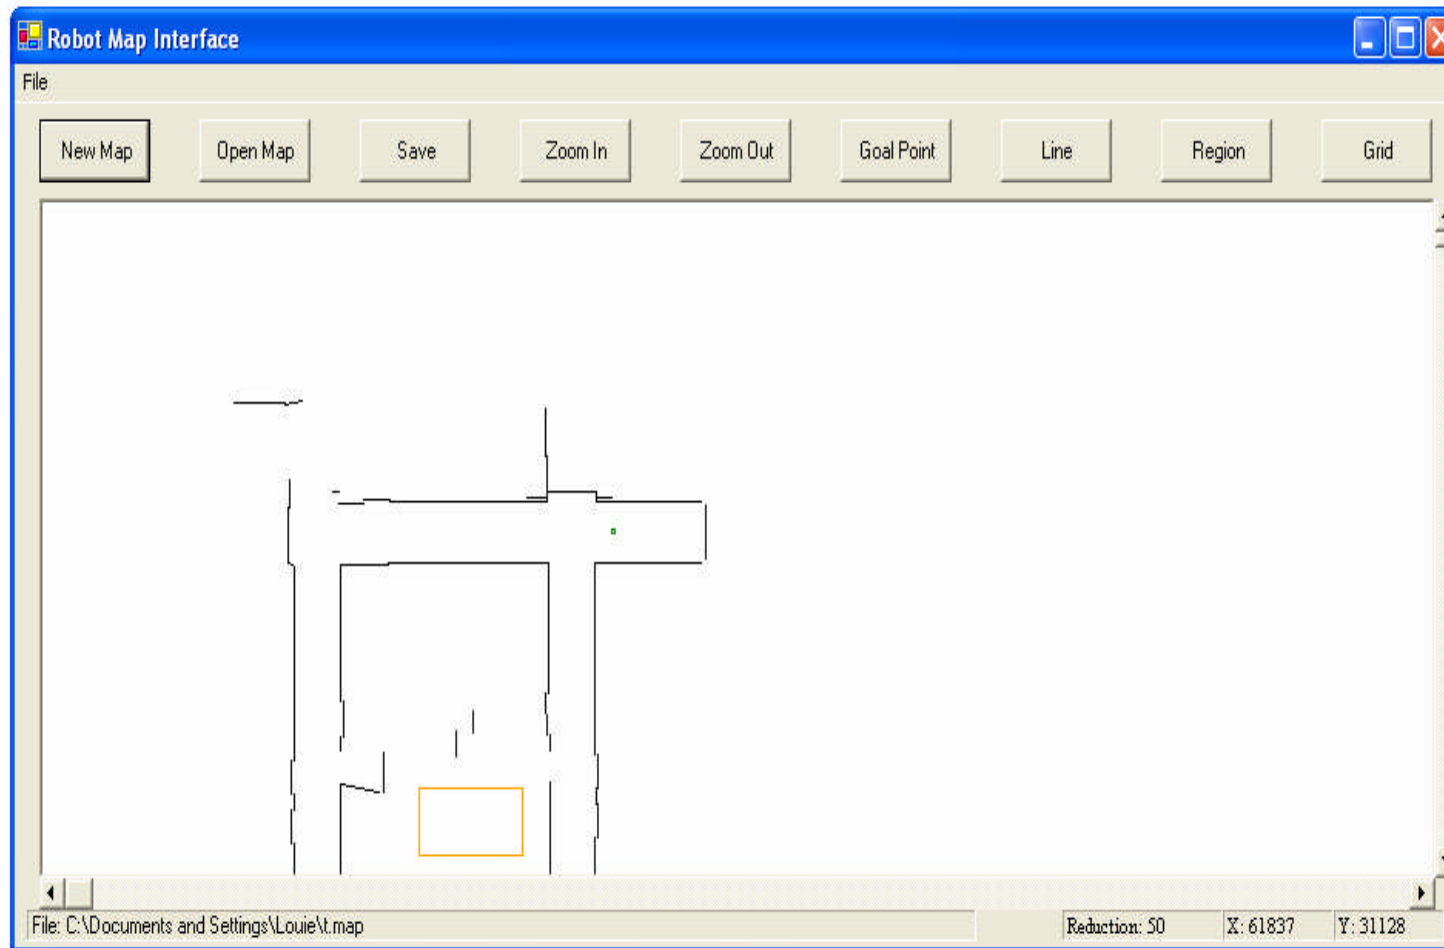 Robot Map Interface
File
New Map Open Map Save Zoom In Zoom Out Goal Point Line Region Grid
File: C:\Documents and Settings\Louie\t.map Reduction: 50 X: 61837 Y: 31128